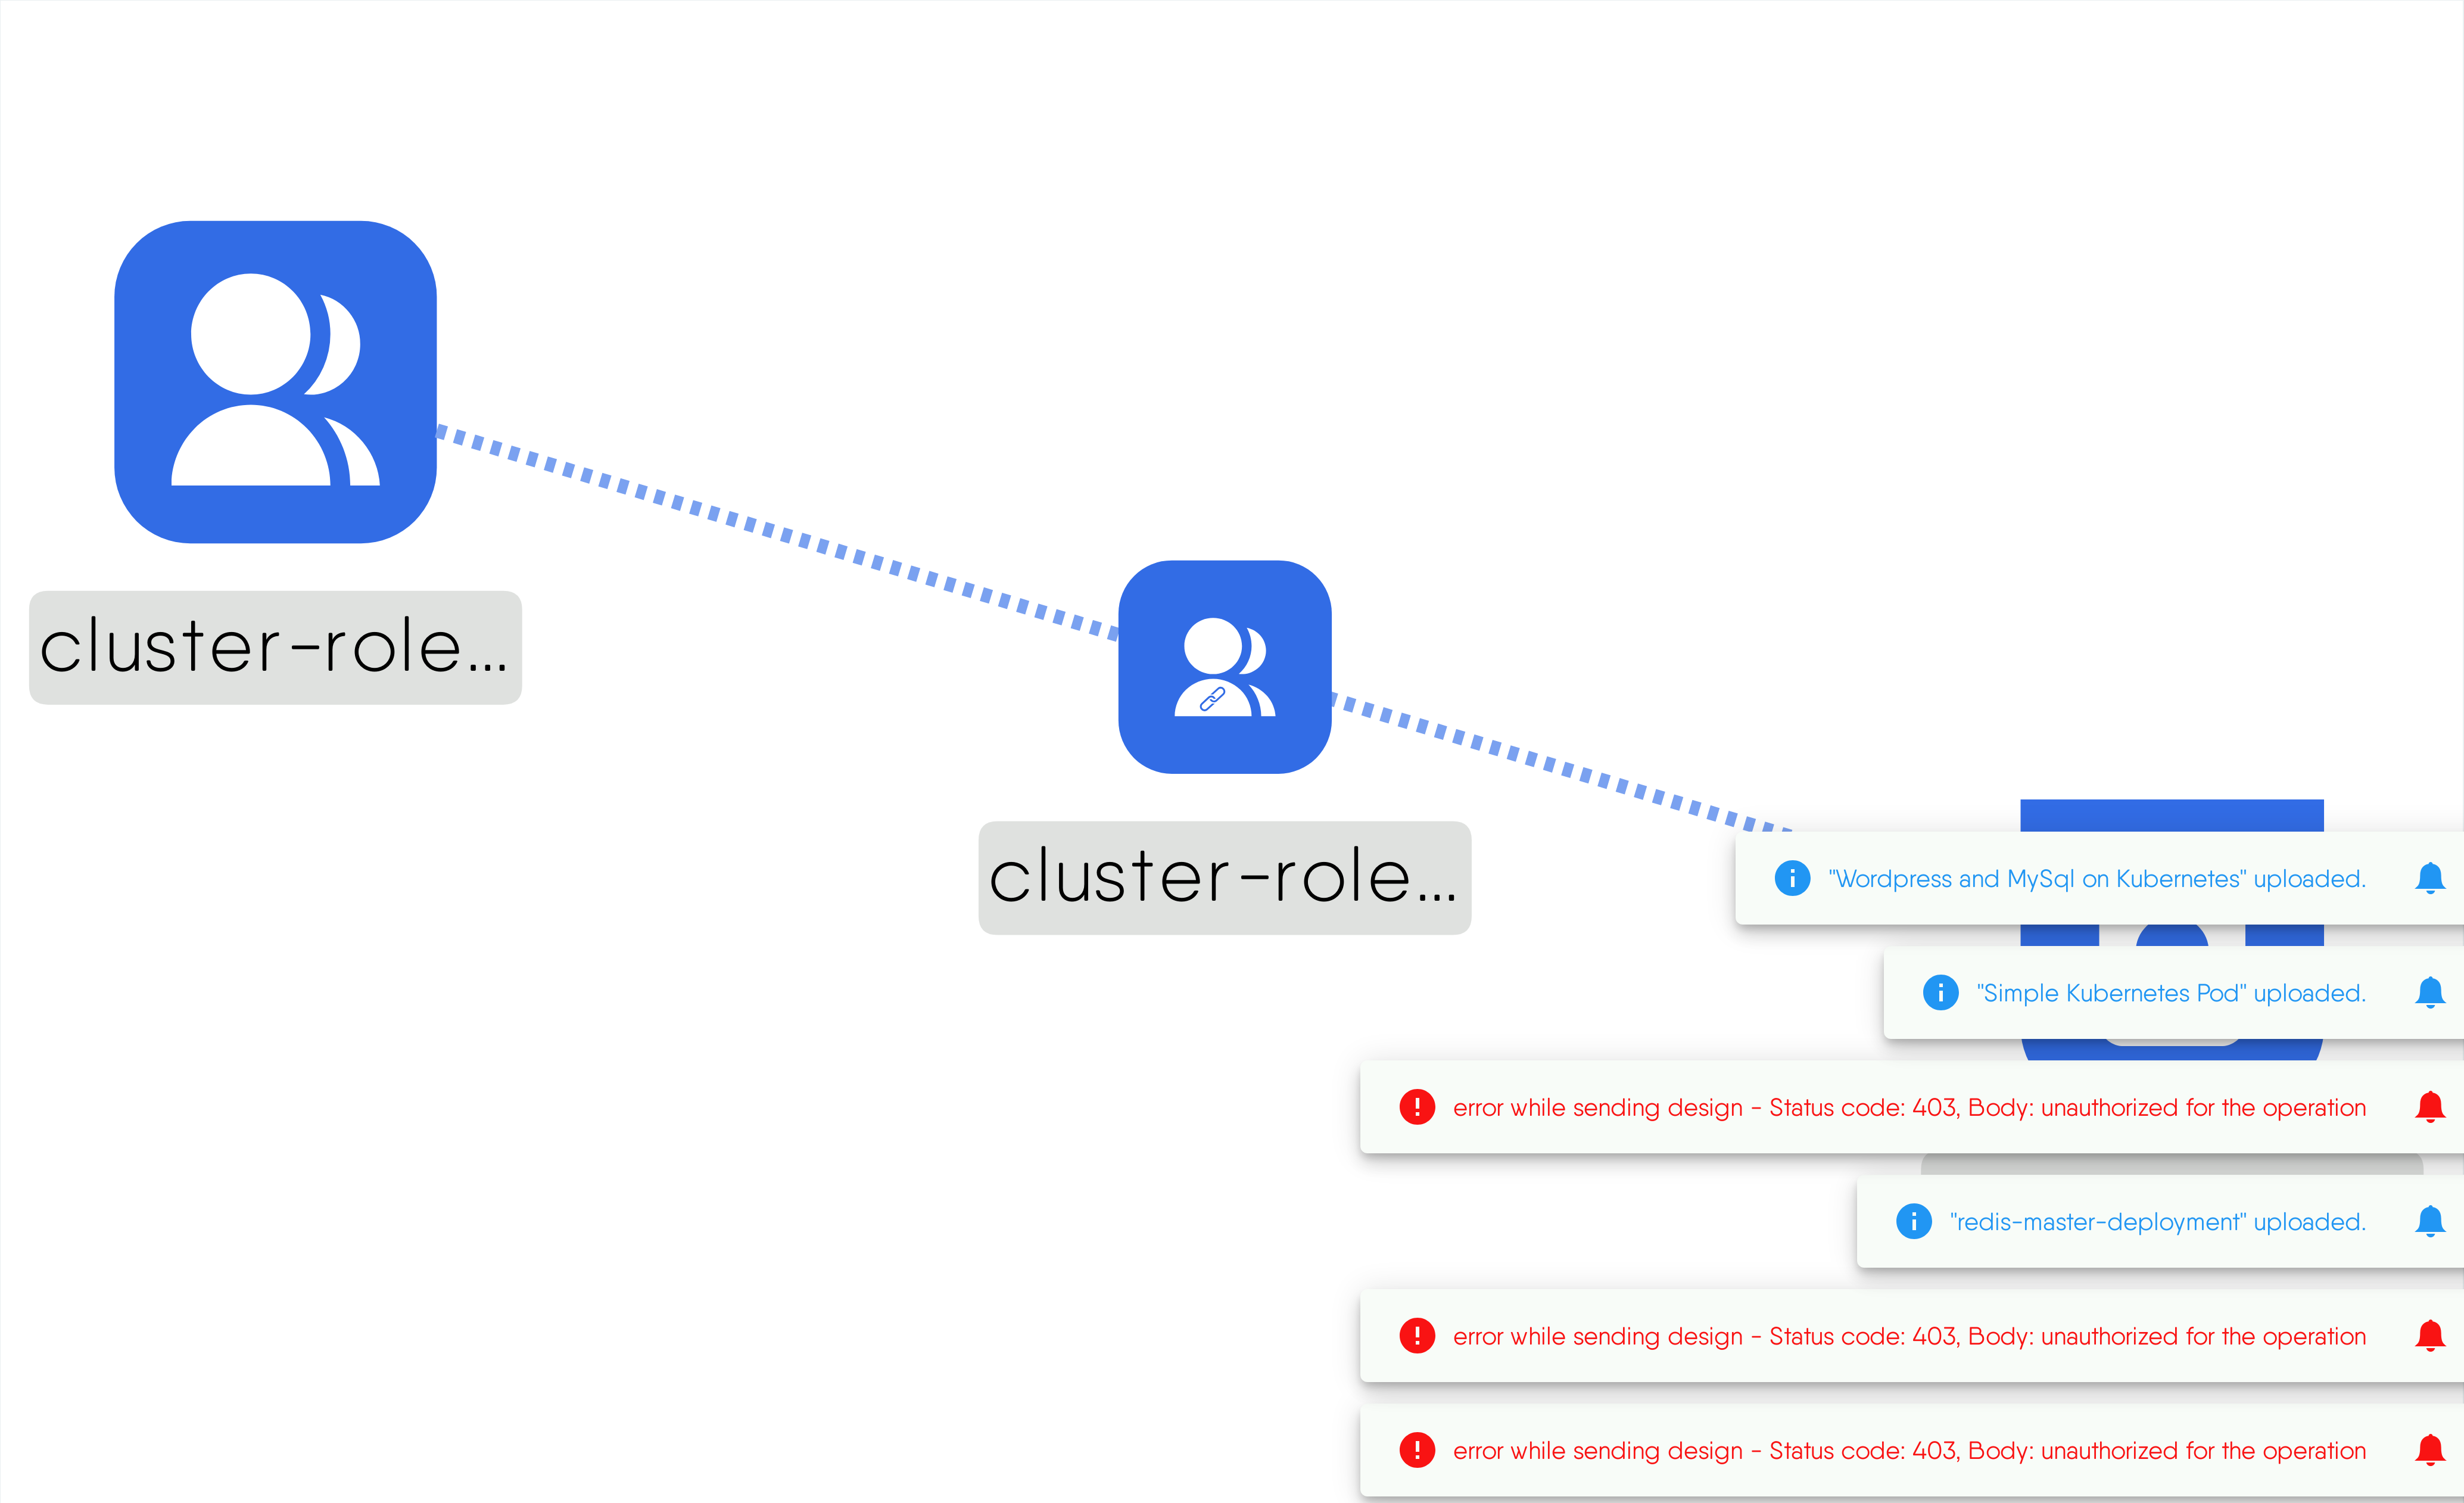 cluster-role...
cluster-role...
"Wordpress and MySql on Kubernetes" uploaded.
"Simple Kubernetes Pod" uploaded.
error while sending design - Status code: 403, Body: unauthorized for the operation
"redis-master-deployment" uploaded.
error while sending design - Status code: 403, Body: unauthorized for the operation
error while sending design - Status code: 403, Body: unauthorized for the operation